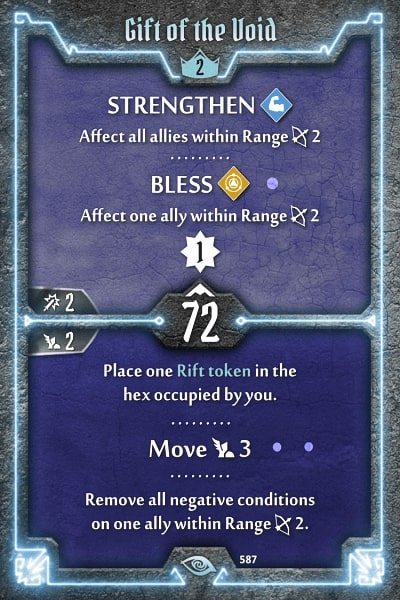 Gift of the Void
2
STRENGTHEN
Affect all allies within Range 2
BLESS
Affect one ally within Range 2
1
2
72
2
Place one Rift token in the
hex occupied by you.
Move 3
Remove all negative conditions
on one ally within Range 2.
587